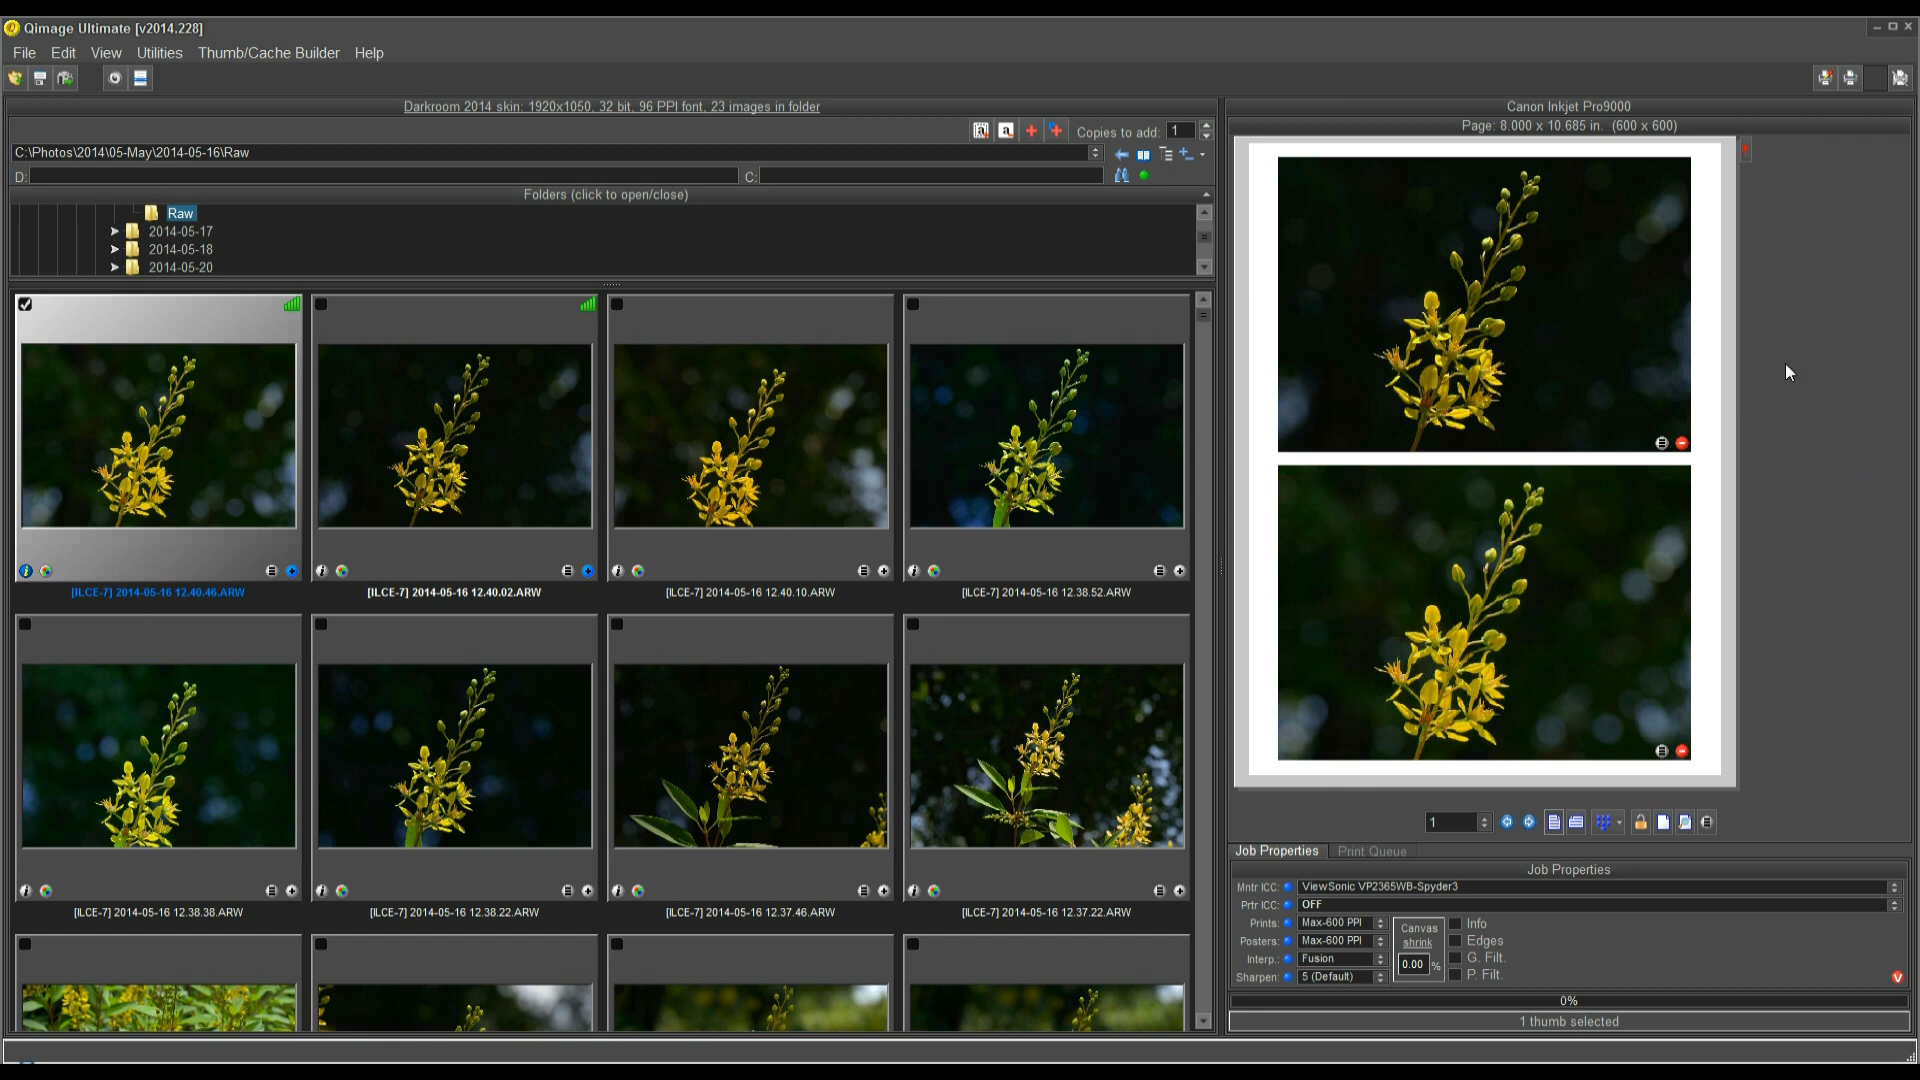 Qimage Ultimate [v2014.228]
File Edit View Utilities Thumb/Cache Builder Help
Darkroom 2014 skin: 1920x1050, 32 bit, 96 PPI font, 23 images in folder
Copies to add: 1
C:\Photos\2014\05-May\2014-05-16\Raw
D: C:
Folders (click to open/close)
Raw
2014-05-17
2014-05-18
2014-05-20
[ILCE-7] 2014-05-16 12.40.46.ARW
[ILCE-7] 2014-05-16 12.40.02.ARW
[ILCE-7] 2014-05-16 12.40.10.ARW
[ILCE-7] 2014-05-16 12.38.52.ARW
[ILCE-7] 2014-05-16 12.38.38.ARW
[ILCE-7] 2014-05-16 12.38.22.ARW
[ILCE-7] 2014-05-16 12.37.46.ARW
[ILCE-7] 2014-05-16 12.37.22.ARW
Canon Inkjet Pro9000
Page: 8.000 x 10.685 in. (600 x 600)
1
Job Properties Print Queue
Job Properties
Mntr ICC: ViewSonic VP2365WB-Spyder3
Prtr ICC: OFF
Prints: Max-600 PPI
Posters: Max-600 PPI
Interp.: Fusion
Sharpen: 5 (Default)
Canvas
shrink
0.00 %
Info
Edges
G. Filt.
P. Filt.
0%
1 thumb selected